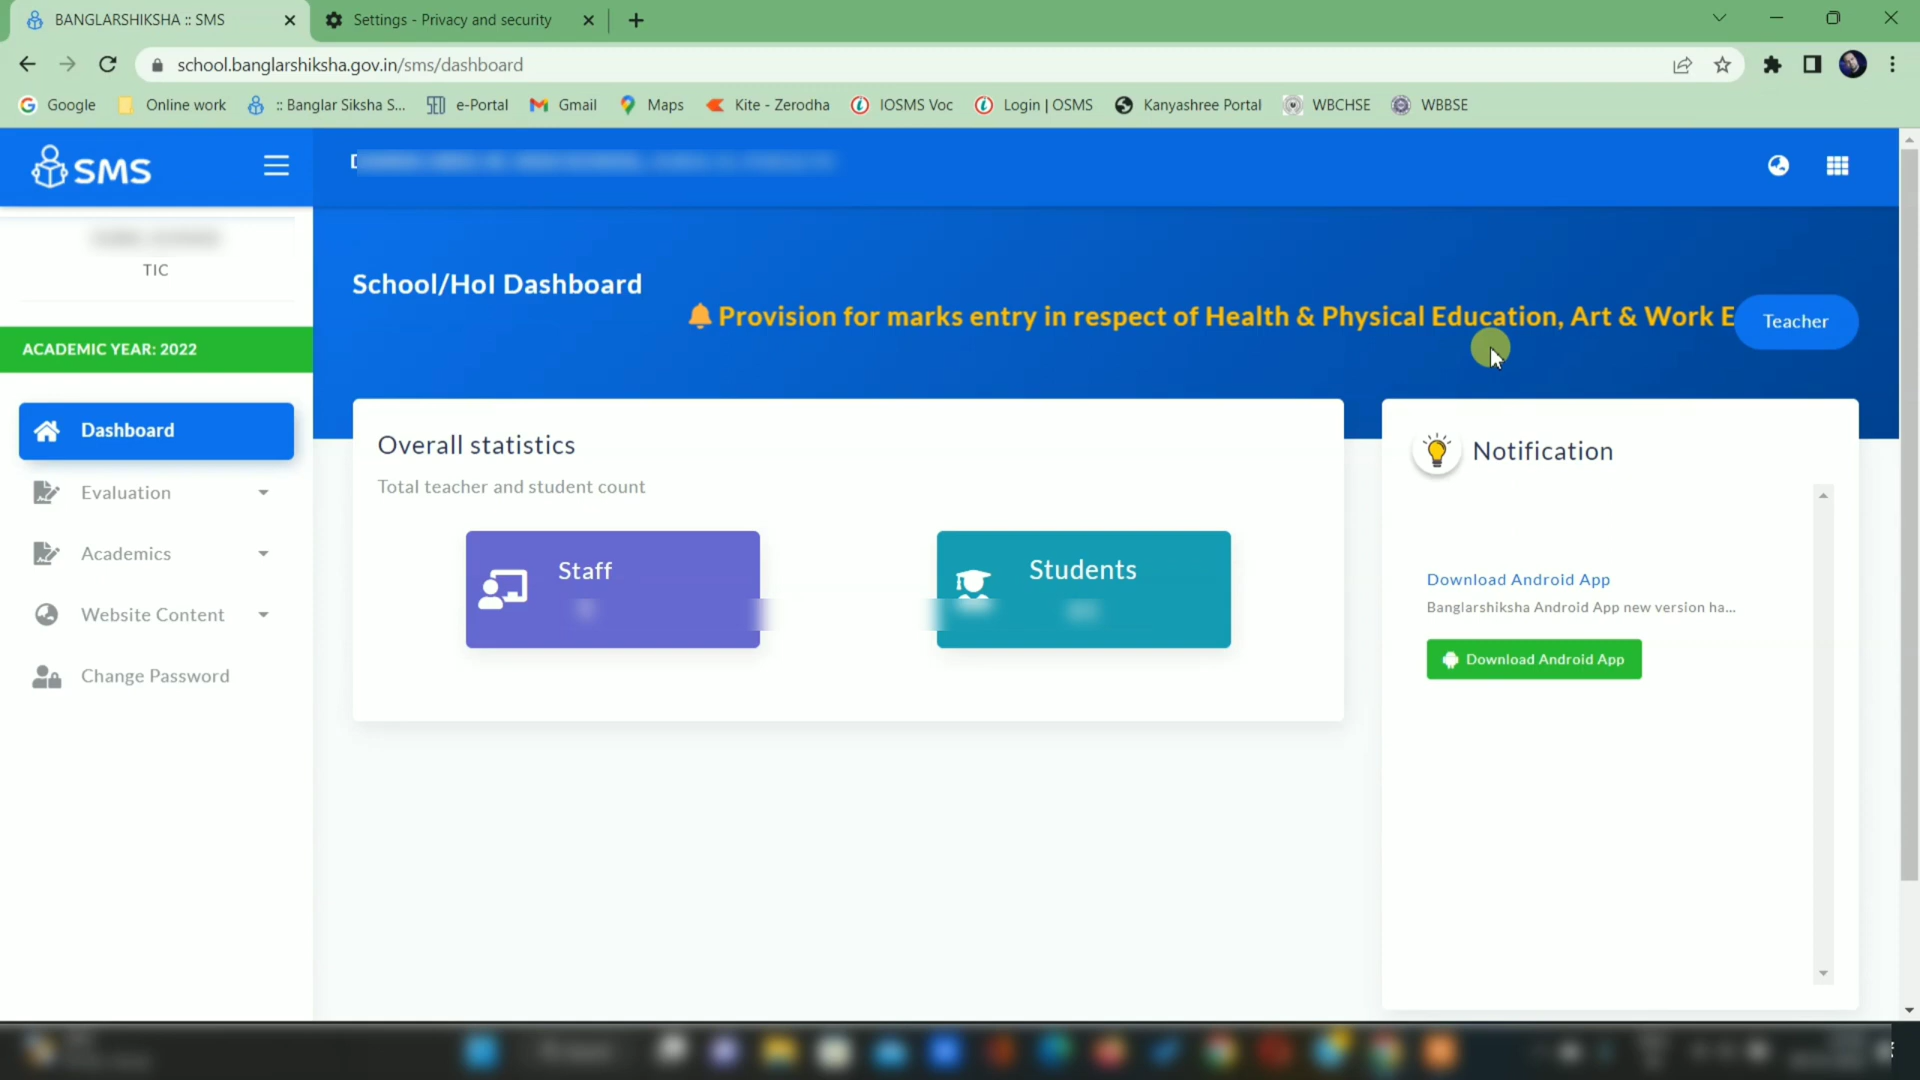 BANGLARSHIKSHA :: SMS
Settings - Privacy and security
school.banglarshiksha.gov.in/sms/dashboard
Google
Online work
:: Banglar Siksha S...
e-Portal
Gmail
Maps
Kite - Zerodha
IOSMS Voc
Login | OSMS
Kanyashree Portal
WBCHSE
WBBSE
SMS
TIC
ACADEMIC YEAR: 2022
Dashboard
Evaluation
Academics
Website Content
Change Password
School/HoI Dashboard
Provision for marks entry in respect of Health & Physical Education, Art & Work E
Teacher
Overall statistics
Total teacher and student count
Staff
Students
Notification
Download Android App
Banglarshiksha Android App new version ha...
Download Android App